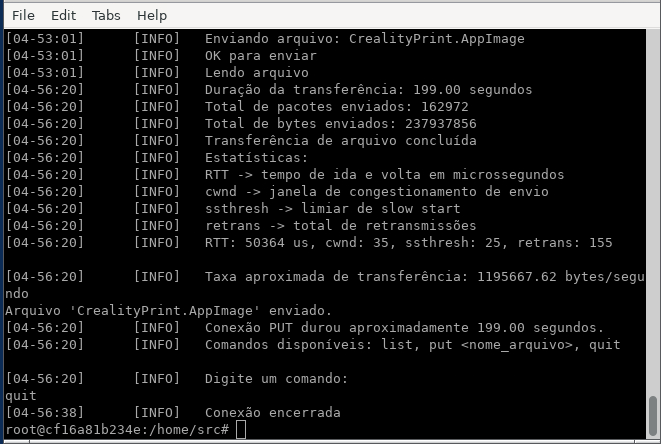 File Edit Tabs Help
[04-53:01] [INFO] Enviando arquivo: CrealityPrint.AppImage
[04-53:01] [INFO] OK para enviar
[04-53:01] [INFO] Lendo arquivo
[04-56:20] [INFO] Duração da transferência: 199.00 segundos
[04-56:20] [INFO] Total de pacotes enviados: 162972
[04-56:20] [INFO] Total de bytes enviados: 237937856
[04-56:20] [INFO] Transferência de arquivo concluída
[04-56:20] [INFO] Estatísticas:
[04-56:20] [INFO] RTT -> tempo de ida e volta em microssegundos
[04-56:20] [INFO] cwnd -> janela de congestionamento de envio
[04-56:20] [INFO] ssthresh -> limiar de slow start
[04-56:20] [INFO] retrans -> total de retransmissões
[04-56:20] [INFO] RTT: 50364 us, cwnd: 35, ssthresh: 25, retrans: 155
[04-56:20] [INFO] Taxa aproximada de transferência: 1195667.62 bytes/segu
ndo
Arquivo 'CrealityPrint.AppImage' enviado.
[04-56:20] [INFO] Conexão PUT durou aproximadamente 199.00 segundos.
[04-56:20] [INFO] Comandos disponíveis: list, put <nome_arquivo>, quit
[04-56:20] [INFO] Digite um comando:
quit
[04-56:38] [INFO] Conexão encerrada
root@cf16a81b234e:/home/src#